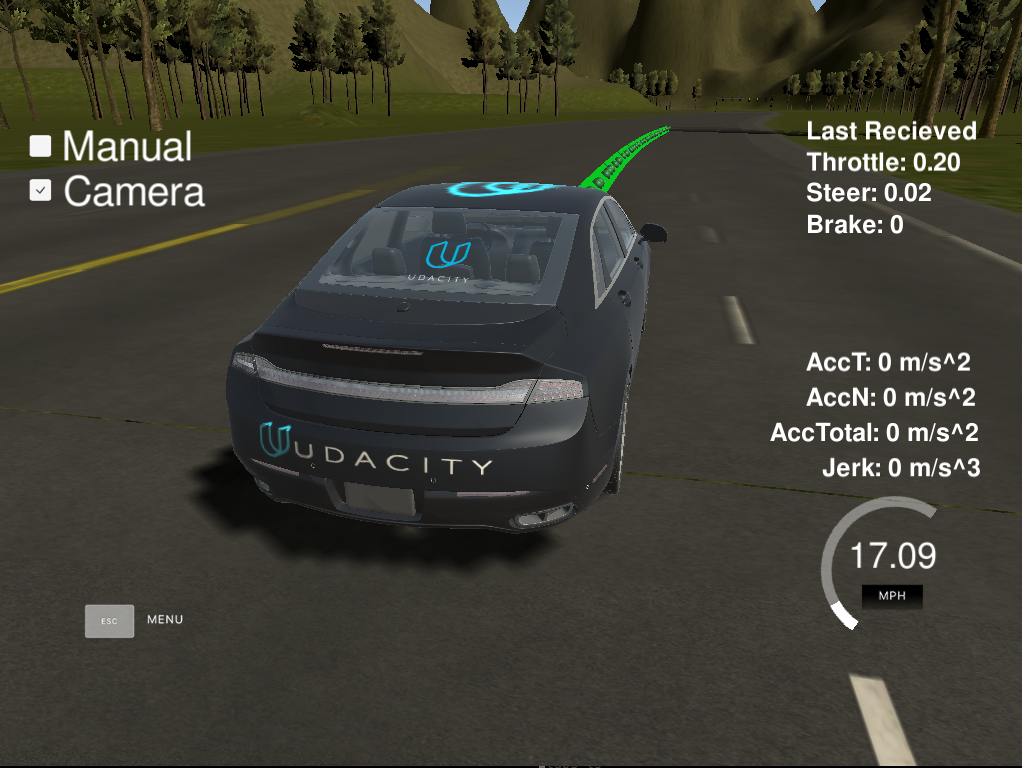 Manual
Camera
Last Recieved
Throttle: 0.20
Steer: 0.02
Brake: 0
UDACITY
AccT: 0 m/s^2
AccN: 0 m/s^2
AccTotal: 0 m/s^2
Jerk: 0 m/s^3
UDACITY
17.09
MPH
ESC
MENU